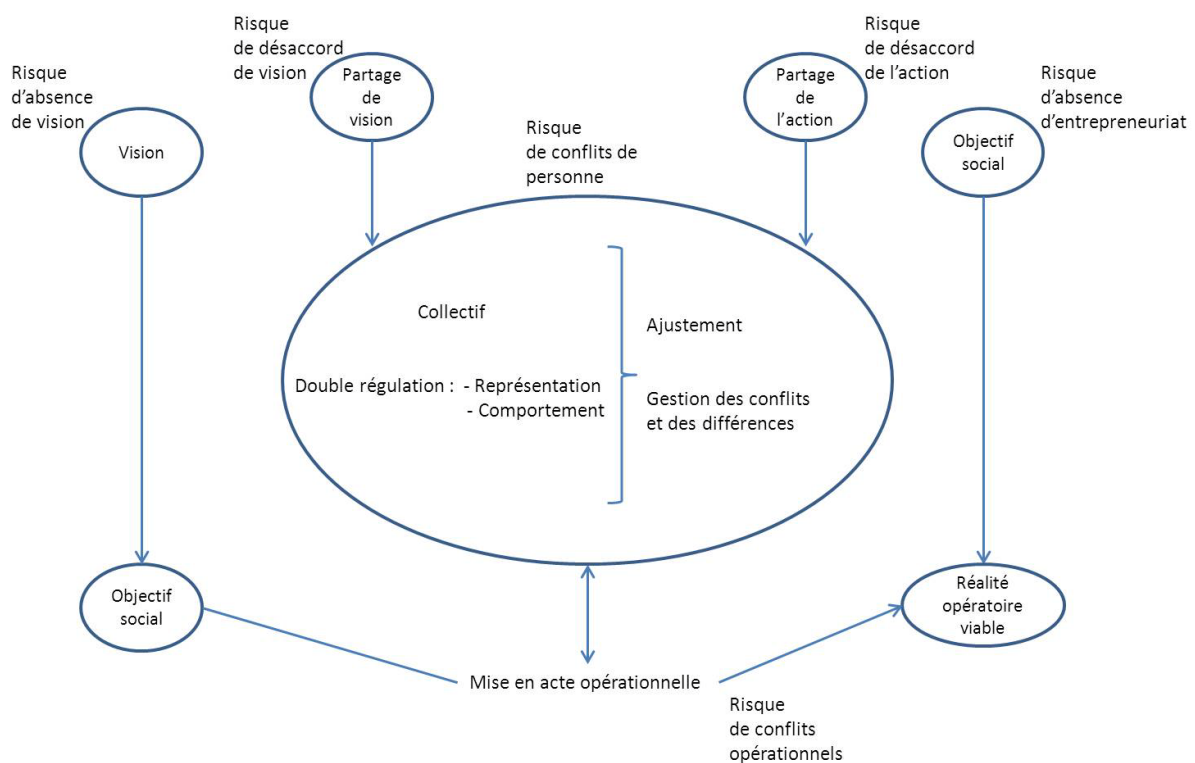 Risque
d'absence
de vision
Vision
Risque
de désaccord
de vision
Partage
de
vision
Risque
de conflits de
personne
Partage
de
l'action
Risque
de désaccord
de l'action
Risque
d'absence
d'entrepreneuriat
Objectif
social
Collectif
Double régulation : - Représentation
- Comportement
Ajustement
Gestion des conflits
et des différences
Objectif
social
Mise en acte opérationnelle
Réalité
opératoire
viable
Risque
de conflits
opérationnels